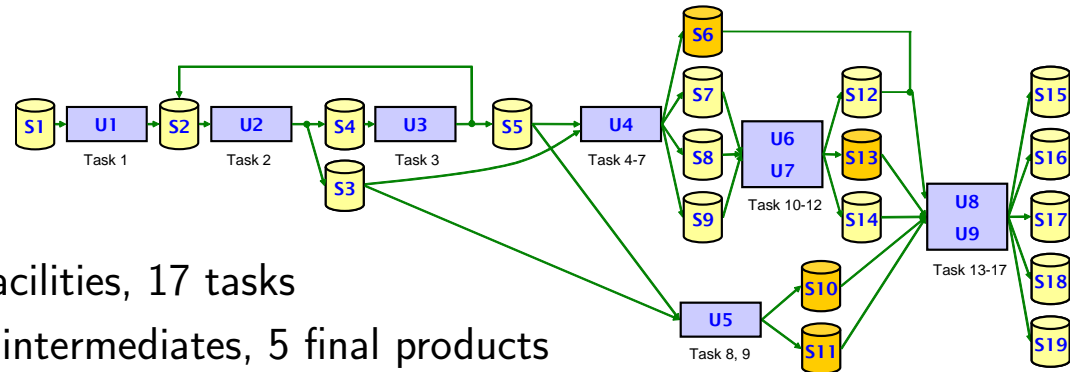 S1
U1
Task 1
S2
U2
Task 2
S4
S3
U3
Task 3
S5
U4
Task 4-7
S6
S7
S8
S9
U6
U7
Task 10-12
S12
S13
S14
U5
Task 8, 9
S10
S11
U8
U9
Task 13-17
S15
S16
S17
S18
S19
acilities, 17 tasks
intermediates, 5 final products